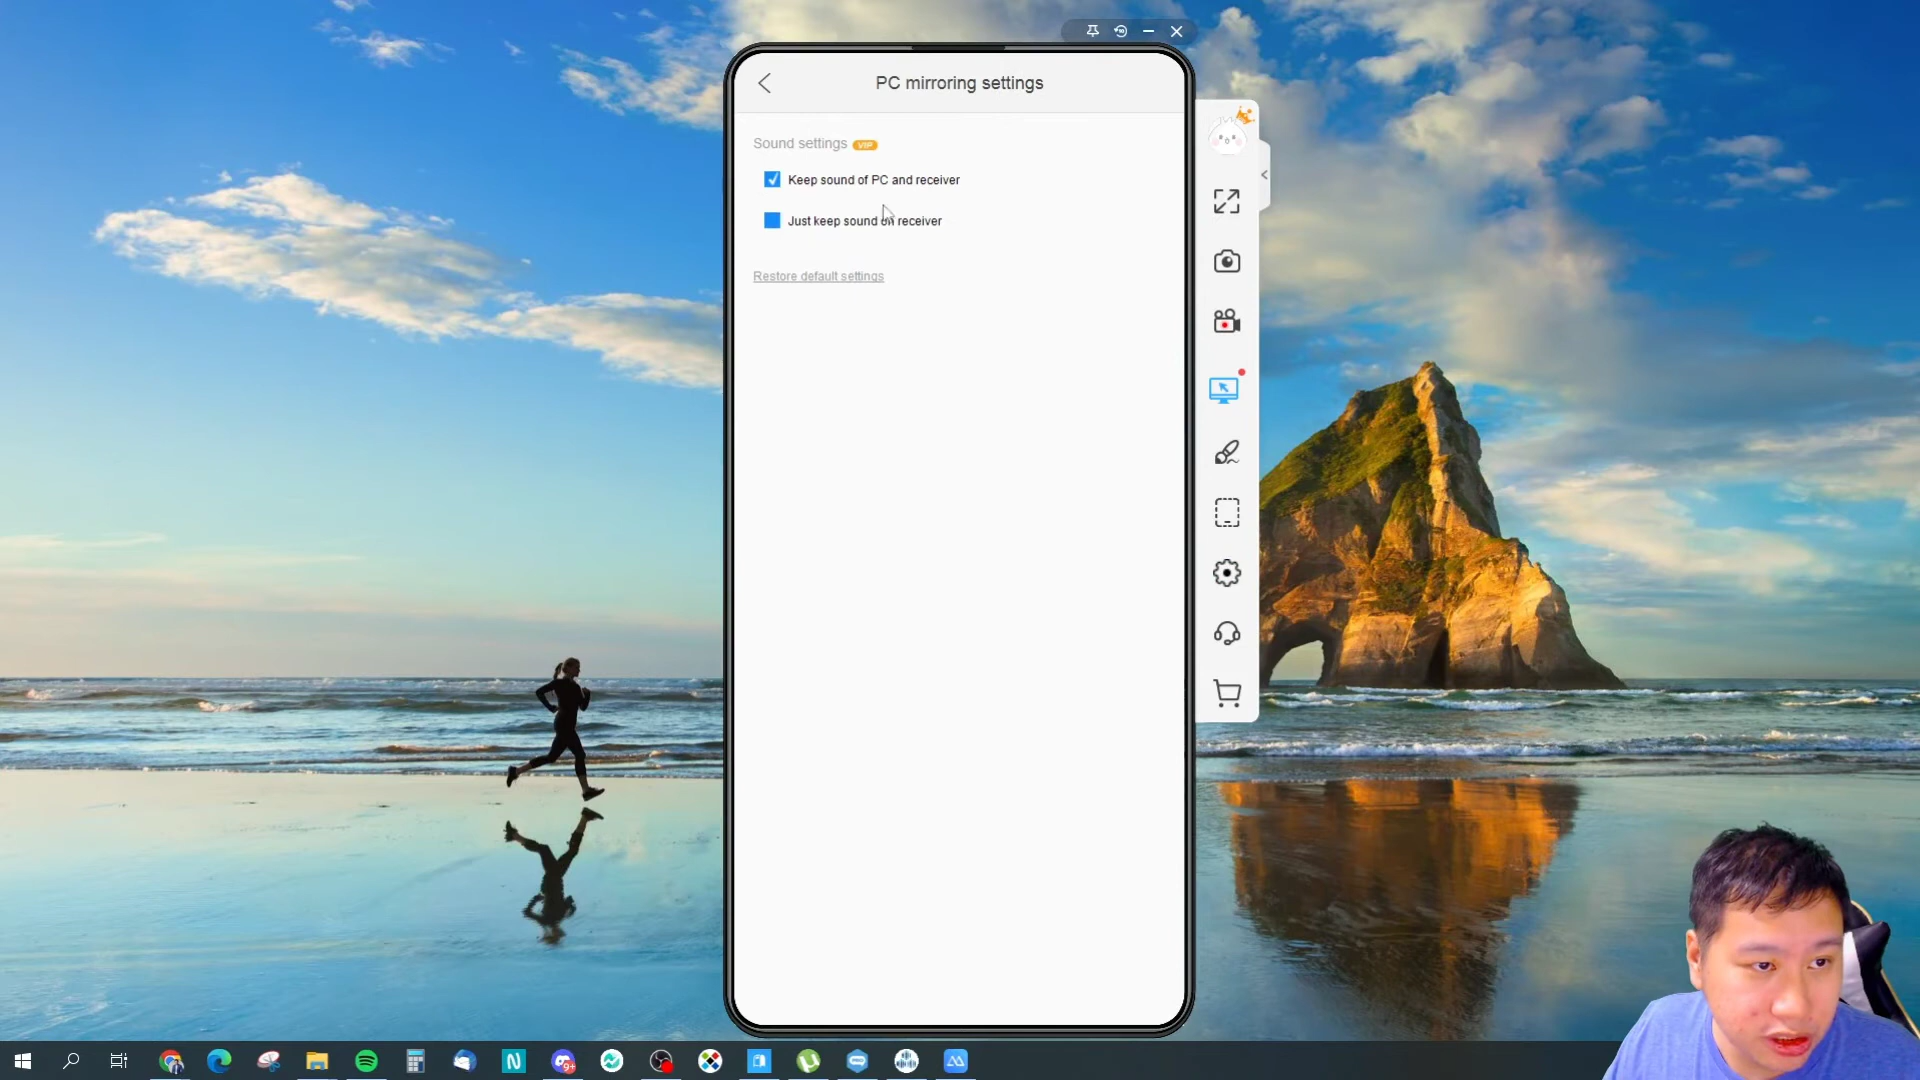 PC mirroring settings
Sound settings VIP
Keep sound of PC and receiver
Just keep sound on receiver
Restore default settings
N
9+